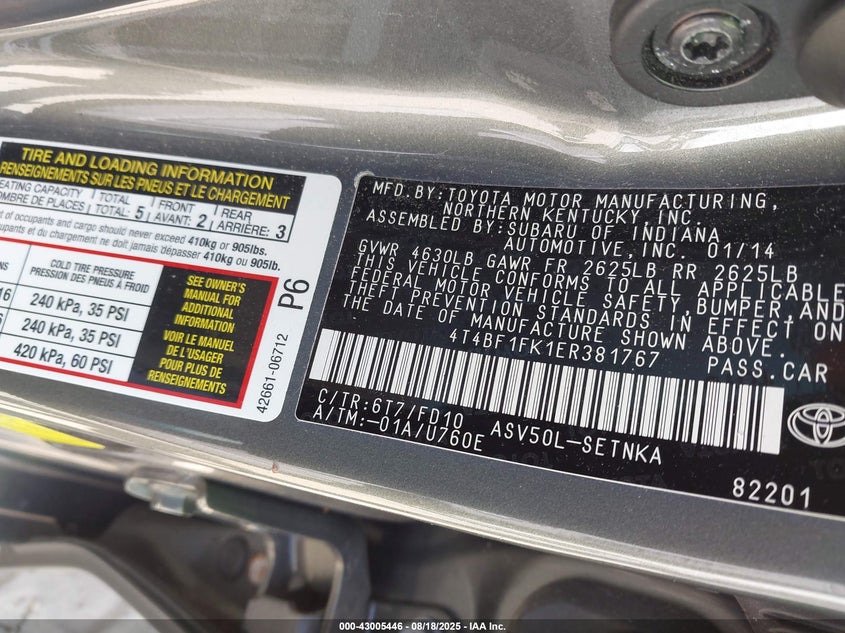 TIRE AND LOADING INFORMATION
RENSEIGNEMENTS SUR LES PNEUS ET LE CHARGEMENT
EATING CAPACITY TOTAL FRONT REAR
OMBRE DE PLACES: TOTAL: 5 AVANT: 2 ARRIÈRE: 3
t of occupants and cargo should never exceed 410kg or 905lbs.
cupants et du chargement ne doit jamais dépasser 410kg ou 905lb.
COLD TIRE PRESSURE
PRESSION DES PNEUS À FROID
240 kPa, 35 PSI
240 kPa, 35 PSI
420 kPa, 60 PSI
SEE OWNER'S
MANUAL FOR
ADDITIONAL
INFORMATION
VOIR LE MANUEL
DE L'USAGER
POUR PLUS DE
RENSEIGNEMENTS
P6
42661-06712
MFD.BY:TOYOTA MOTOR MANUFACTURING,
NORTHERN KENTUCKY,INC.
ASSEMBLED BY:SUBARU OF INDIANA
AUTOMOTIVE,INC. 01/14
GVWR 4630LB GAWR FR 2625LB RR 2625LB
THIS VEHICLE CONFORMS TO ALL APPLICABLE
FEDERAL MOTOR VEHICLE SAFETY,BUMPER,AND
THEFT PREVENTION STANDARDS IN EFFECT ON
THE DATE OF MANUFACTURE SHOWN ABOVE.
4T4BF1FK1ER381767 PASS.CAR
C/TR:6T7/FD10 ASV50L-SETNKA
A/TM:-01A/U760E
82201
000-43005446 - 08/18/2025 - IAA Inc.